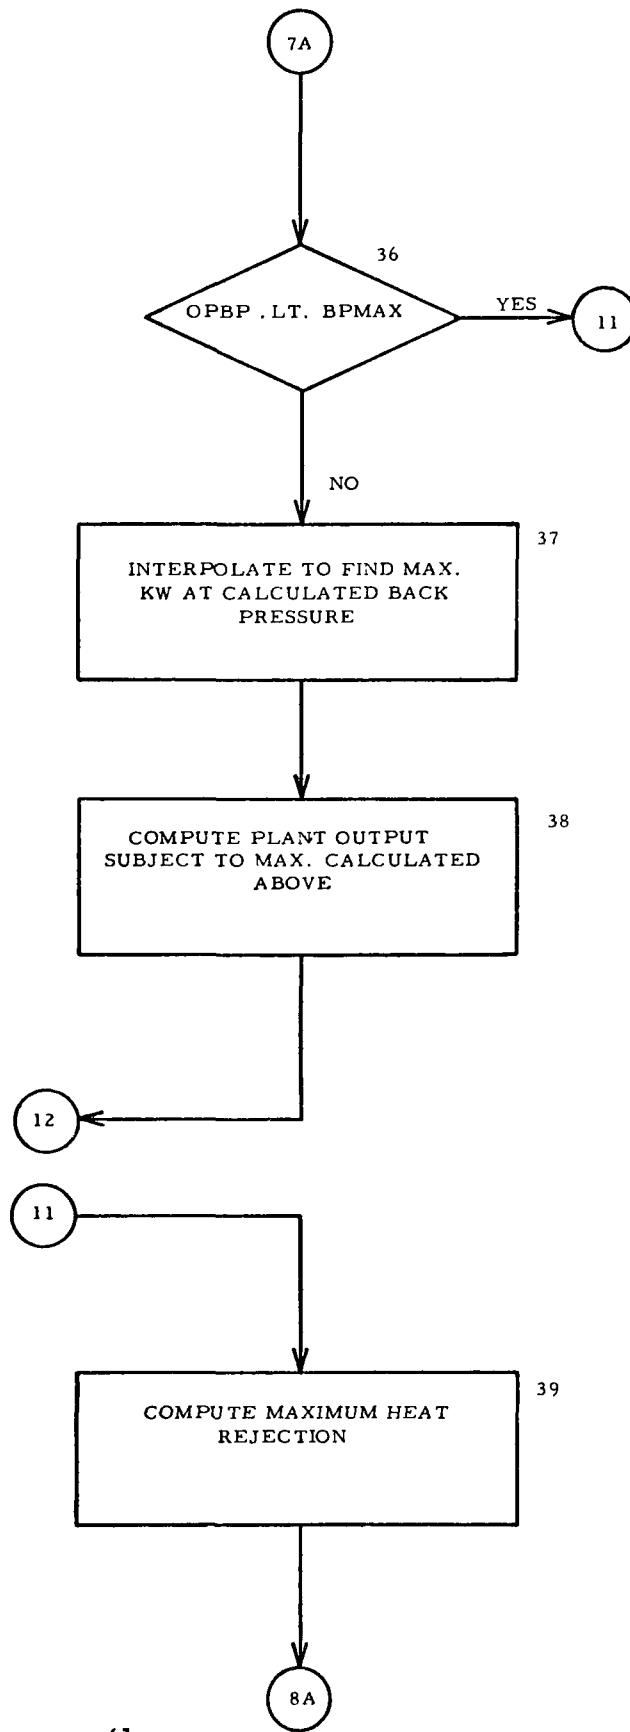 7A
36
OPBP .LT. BPMAX
YES
11
NO
37
INTERPOLATE TO FIND MAX.
KW AT CALCULATED BACK
PRESSURE
38
COMPUTE PLANT OUTPUT
SUBJECT TO MAX. CALCULATED
ABOVE
12
11
39
COMPUTE MAXIMUM HEAT
REJECTION
8A